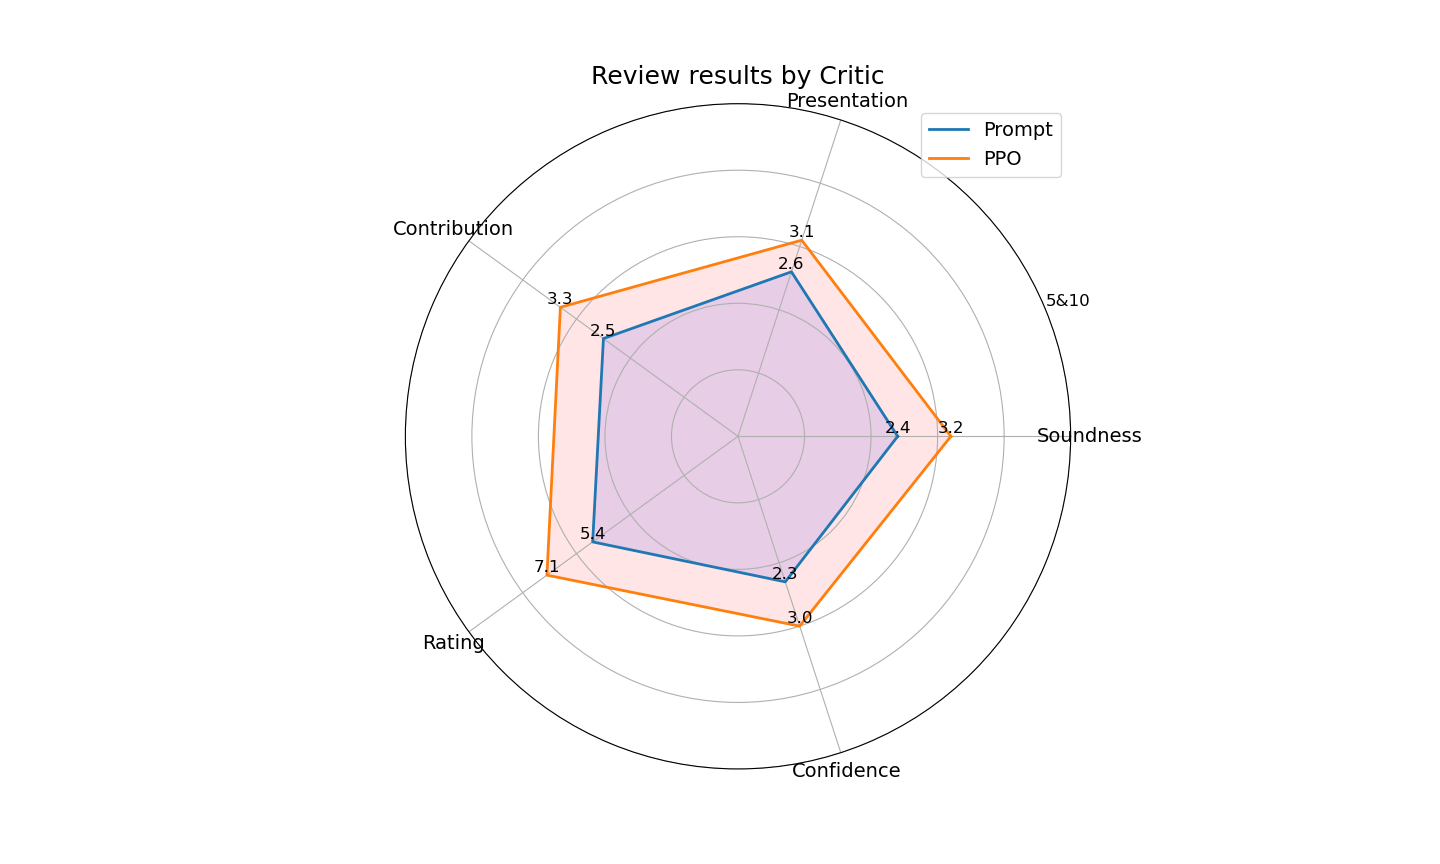 Review results by Critic
Presentation
Prompt
PPO
Contribution
3.1
2.6
3.3
5&10
2.5
2.4
3.2
Soundness
5.4
7.1
2.3
3.0
Rating
Confidence